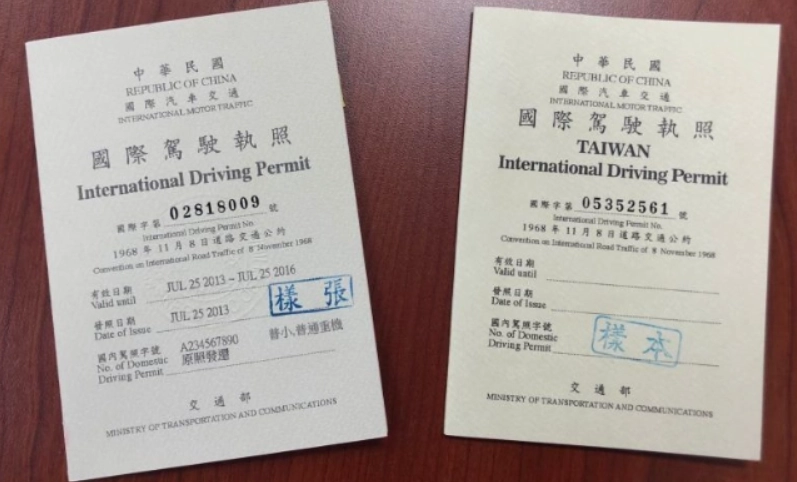 中華民國
REPUBLIC OF CHINA
國際汽車交通
INTERNATIONAL MOTOR TRAFFIC
國際駕駛執照
International Driving Permit
國際字第 02818009 號
International Driving Permit No.
1968 年 11 月 8 日道路交通公約
Convention on International Road Traffic of 8 November 1968
有效日期
Valid until JUL 25 2013 ~ JUL 25 2016
發照日期
Date of Issue JUL 25 2013
樣張
國內駕照字號
No. of Domestic A234567890 普小、普通重機
Driving Permit 原照發還
交通部
MINISTRY OF TRANSPORTATION AND COMMUNICATIONS
中華民國
REPUBLIC OF CHINA
國際汽車交通
INTERNATIONAL MOTOR TRAFFIC
國際駕駛執照
TAIWAN
International Driving Permit
國際字第 05352561 號
International Driving Permit No.
1968 年 11 月 8 日道路交通公約
Convention on International Road Traffic of 8 November 1968
有效日期
Valid until
發照日期
Date of Issue
國內駕照字號
No. of Domestic
Driving Permit
樣本
交通部
MINISTRY OF TRANSPORTATION AND COMMUNICATIONS